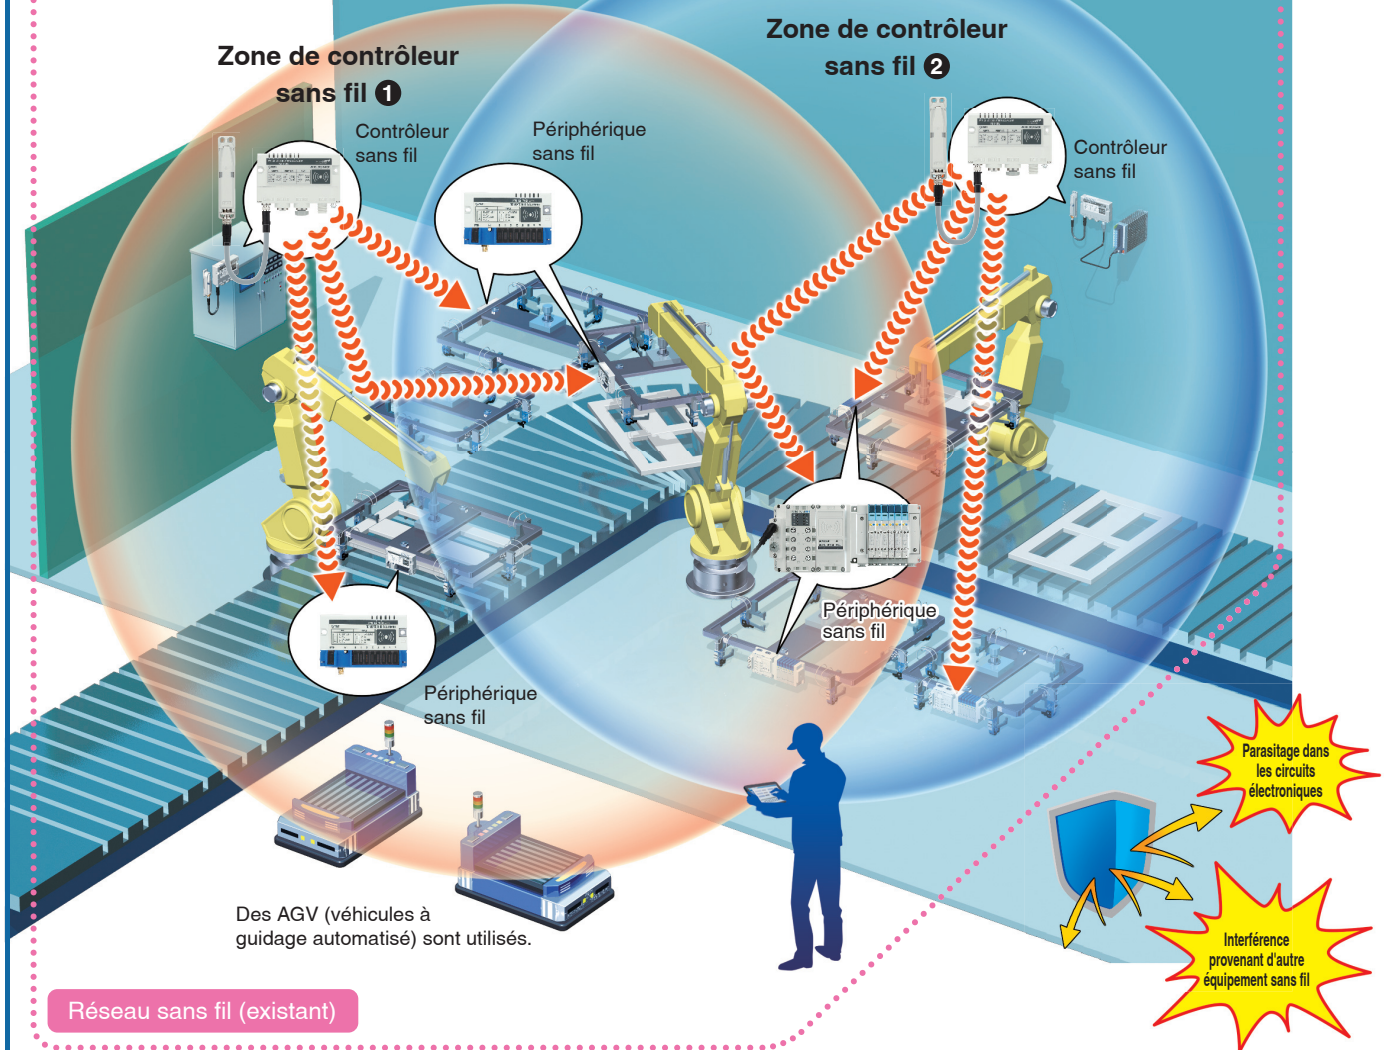 Zone de contrôleur
sans fil 1
Zone de contrôleur
sans fil 2
Contrôleur
sans fil
Périphérique
sans fil
Contrôleur
sans fil
Périphérique
sans fil
Périphérique
sans fil
Parasitage dans
les circuits
électroniques
Interférence
provenant d'autre
équipement sans fil
Des AGV (véhicules à
guidage automatisé) sont utilisés.
Réseau sans fil (existant)